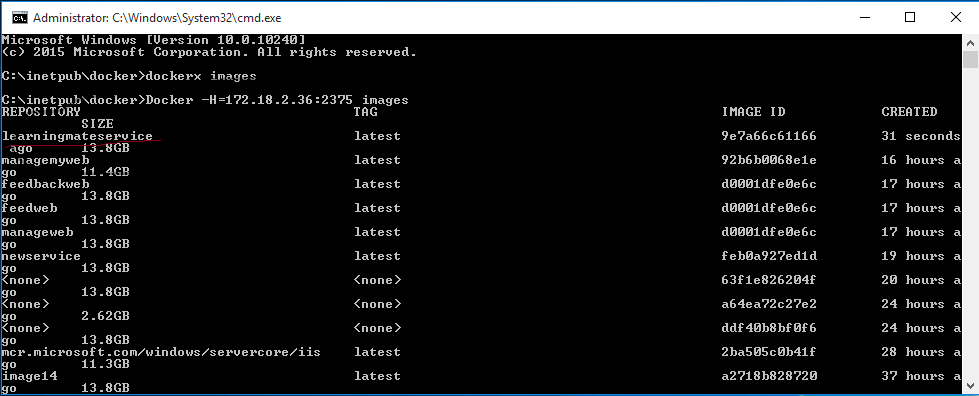 Administrator: C:\Windows\System32\cmd.exe
Microsoft Windows [Version 10.0.10240]
(c) 2015 Microsoft Corporation. All rights reserved.
C:\inetpub\docker>dockerx images
C:\inetpub\docker>Docker -H=172.18.2.36:2375 images
REPOSITORY TAG IMAGE ID CREATED
SIZE
learningmateservice latest 9e7a66c61166 31 seconds
ago 13.8GB
managemyweb latest 92b6b0068e1e 16 hours a
go 11.4GB
feedbackweb latest d0001dfe0e6c 17 hours a
go 13.8GB
feedweb latest d0001dfe0e6c 17 hours a
go 13.8GB
manageweb latest d0001dfe0e6c 17 hours a
go 13.8GB
newservice latest feb0a927ed1d 19 hours a
go 13.8GB
<none> <none> 63f1e826204f 20 hours a
go 13.8GB
<none> <none> a64ea72c27e2 24 hours a
go 2.62GB
<none> <none> ddf40b8bf0f6 24 hours a
go 13.8GB
mcr.microsoft.com/windows/servercore/iis latest 2ba505c0b41f 28 hours a
go 11.3GB
image14 latest a2718b828720 37 hours a
go 13.8GB